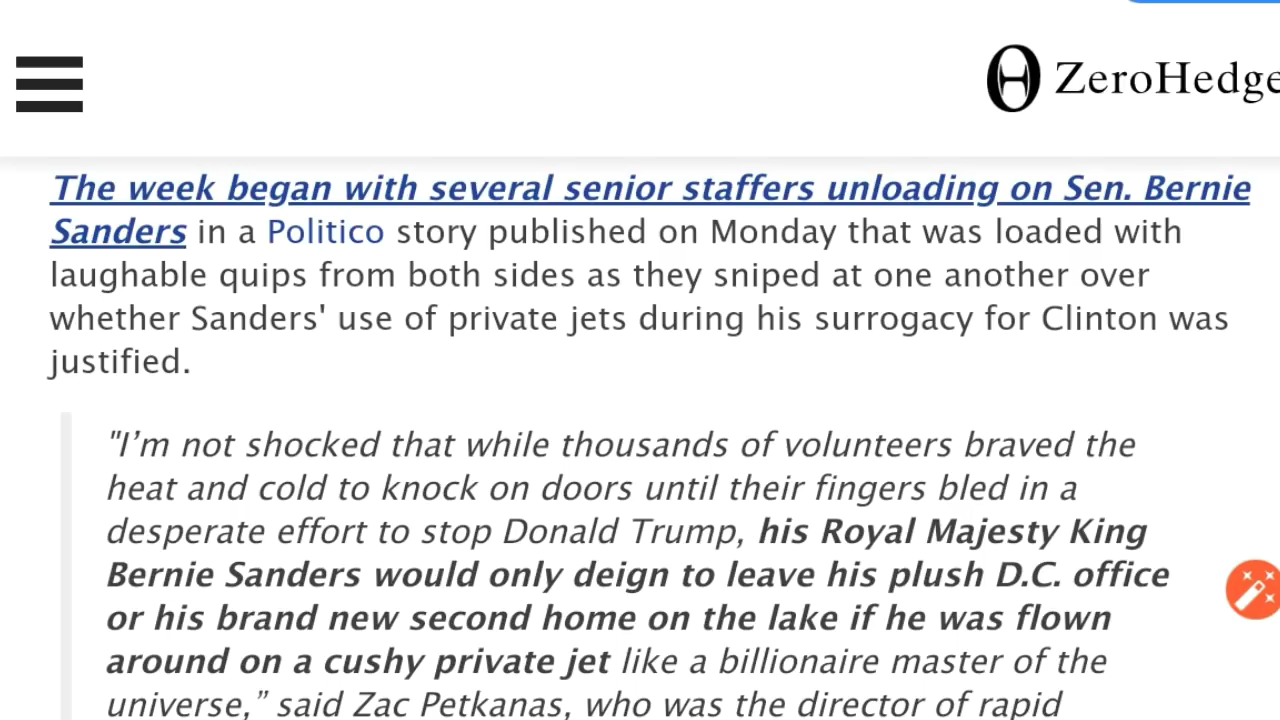 ZeroHedge
The week began with several senior staffers unloading on Sen. Bernie
Sanders in a Politico story published on Monday that was loaded with
laughable quips from both sides as they sniped at one another over
whether Sanders' use of private jets during his surrogacy for Clinton was
justified.
"I’m not shocked that while thousands of volunteers braved the
heat and cold to knock on doors until their fingers bled in a
desperate effort to stop Donald Trump, his Royal Majesty King
Bernie Sanders would only deign to leave his plush D.C. office
or his brand new second home on the lake if he was flown
around on a cushy private jet like a billionaire master of the
universe,” said Zac Petkanas, who was the director of rapid